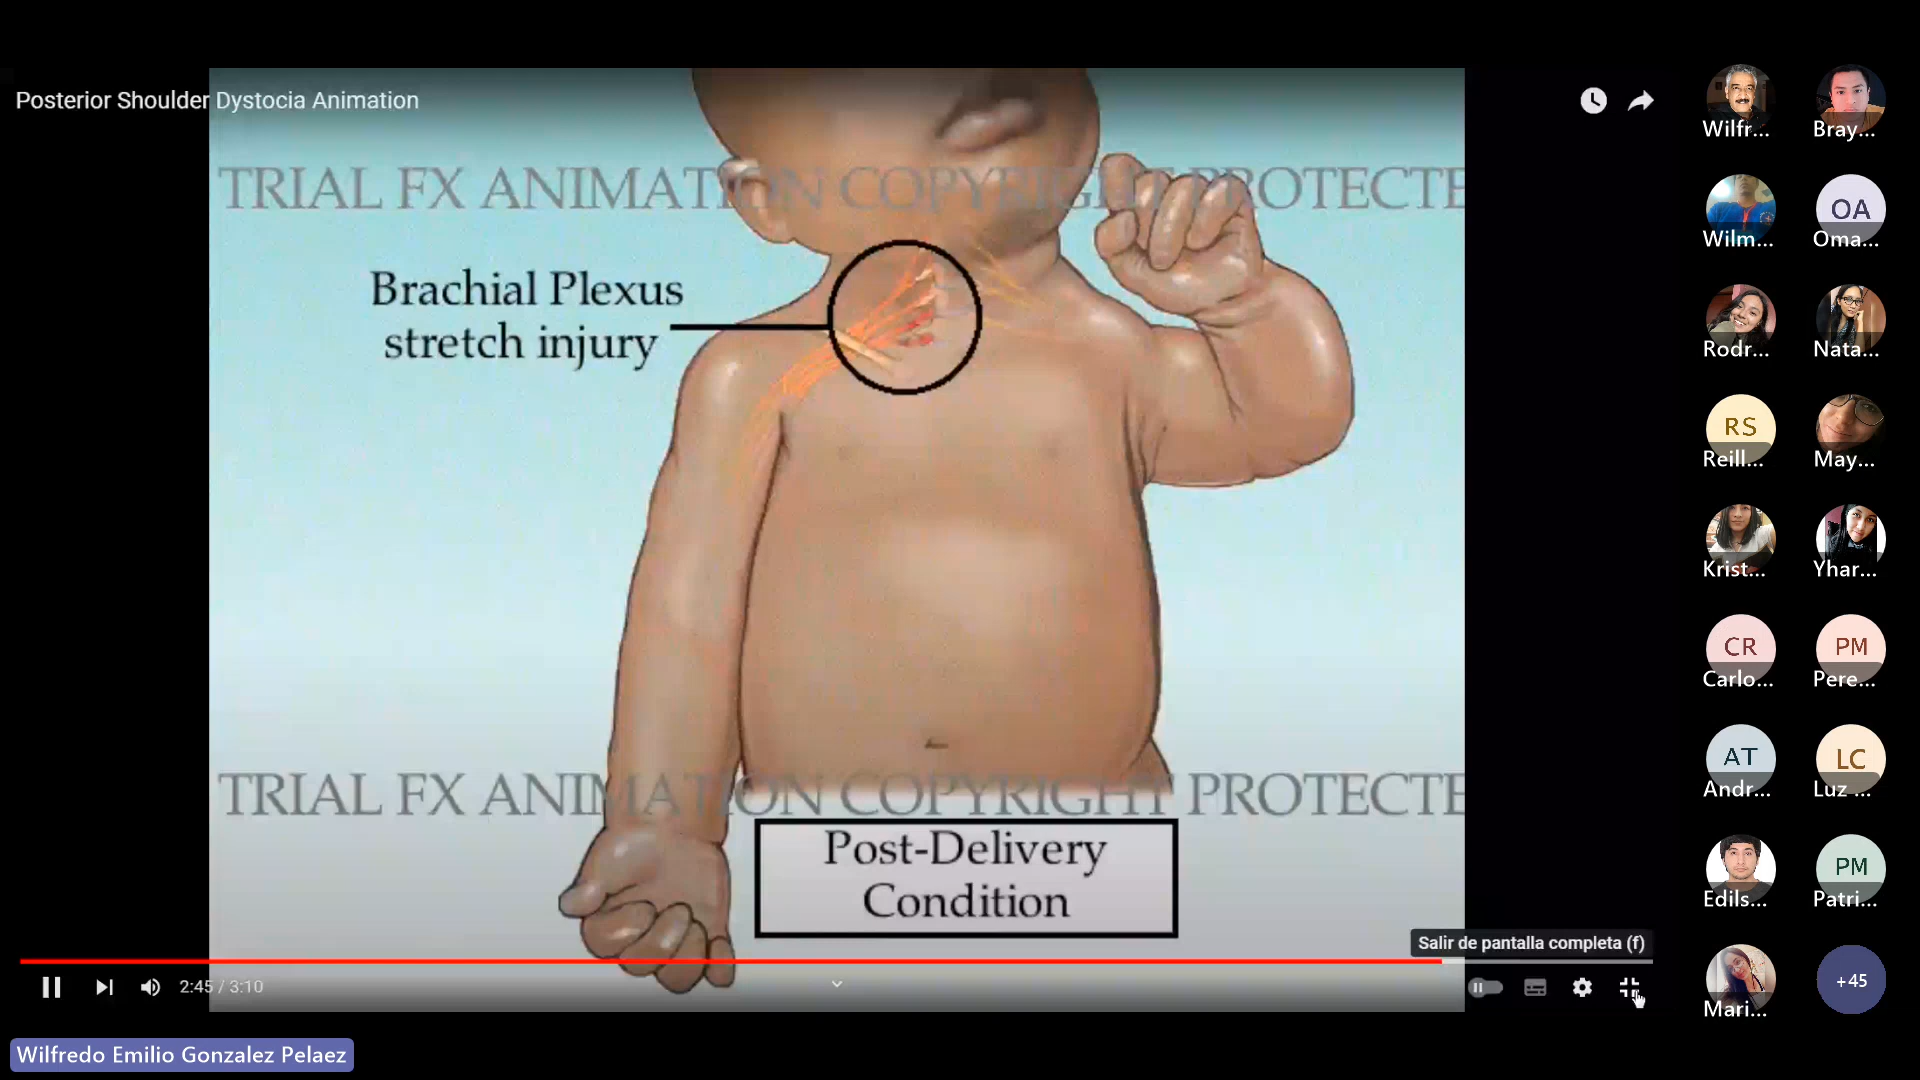 Posterior Shoulder Dystocia Animation
TRIAL FX ANIMATION COPYRIGHT PROTECTE
Brachial Plexus
stretch injury
TRIAL FX ANIMATION COPYRIGHT PROTECTE
Post-Delivery
Condition
Salir de pantalla completa (f)
2:45 / 3:10
Wilfredo Emilio Gonzalez Pelaez
Wilfr...
Bray...
Wilm...
OA
Oma...
Rodr...
Nata...
RS
Reill...
May...
Krist...
Yhar...
CR
Carlo...
PM
Pere...
AT
Andr...
LC
Luz ...
Edils...
PM
Patri...
Mari...
+45